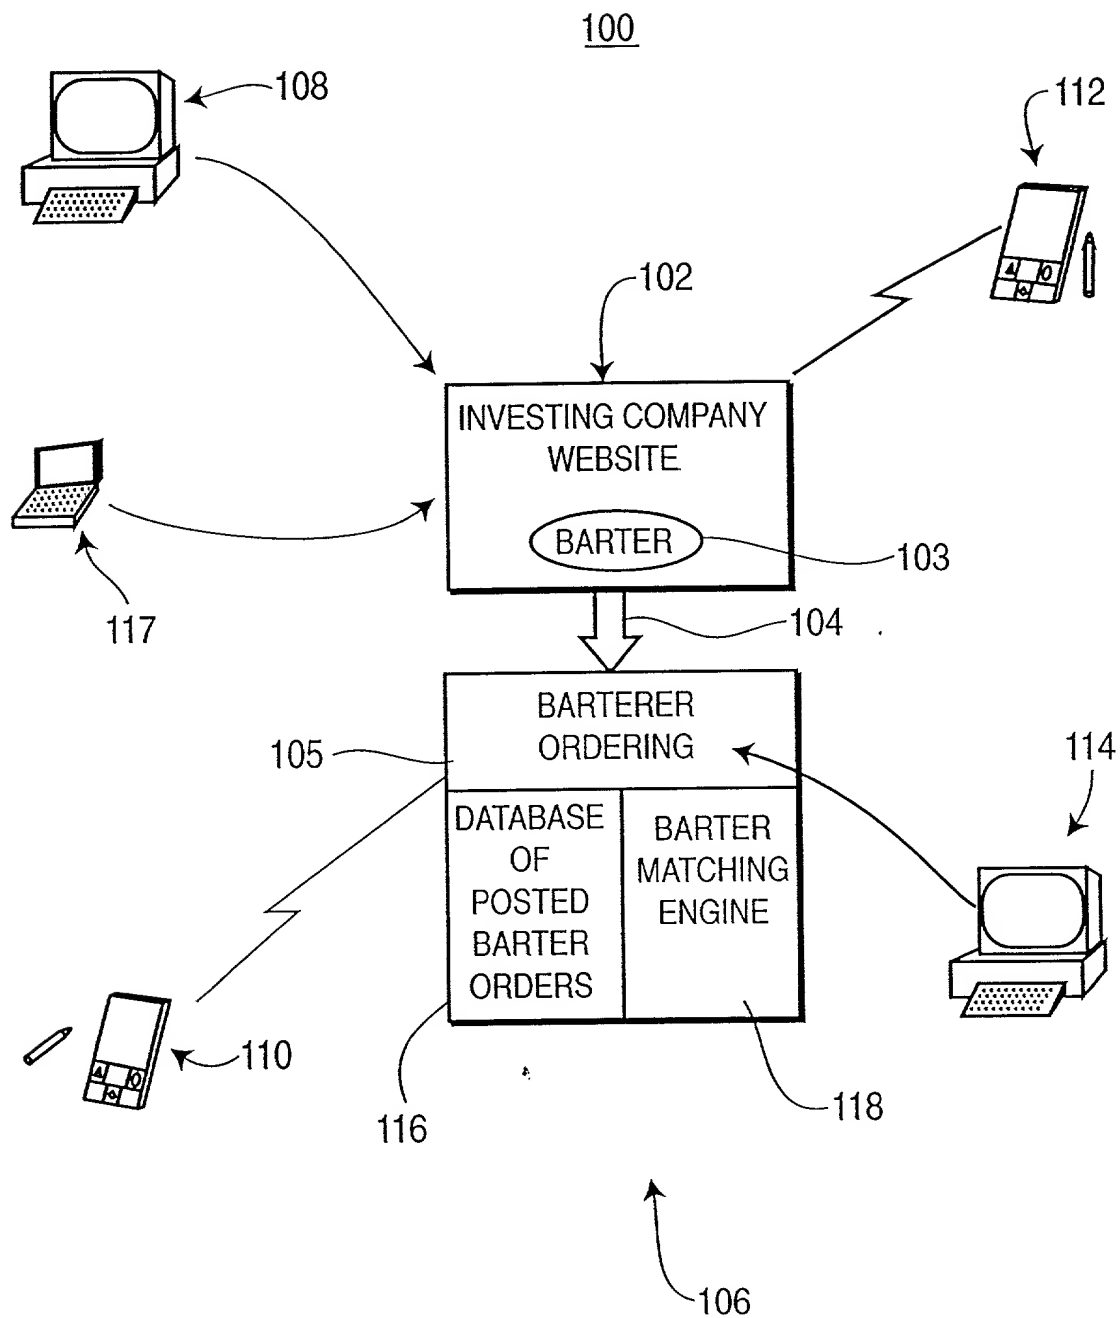 100
108
112
102
INVESTING COMPANY
WEBSITE
BARTER
103
117
104
BARTERER
ORDERING
105
114
DATABASE
OF
POSTED
BARTER
ORDERS
BARTER
MATCHING
ENGINE
110
116
118
106